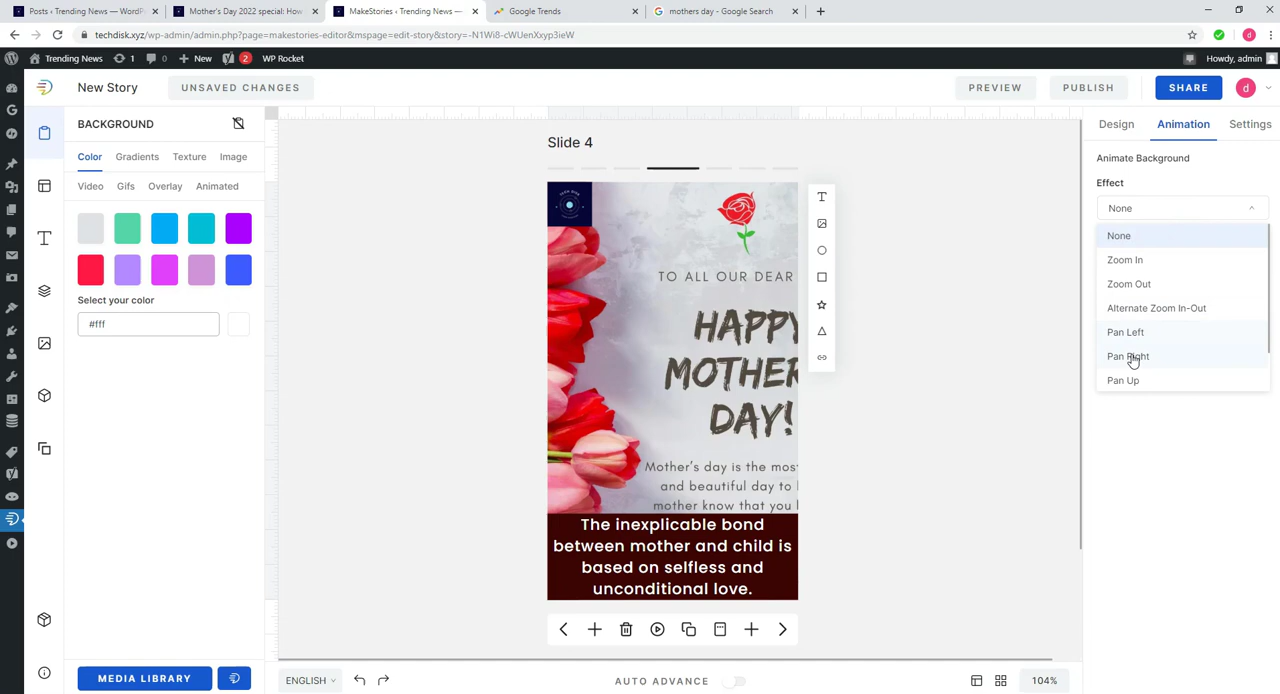 Posts ‹ Trending News — WordPr
Mother's Day 2022 special: How
MakeStories ‹ Trending News —
Google Trends
mothers day - Google Search
techdisk.xyz/wp-admin/admin.php?page=makestories-editor&mspage=edit-story&story=-N1Wi8-cWUenXxyp3ieW
d
Trending News
1
0
New
2
WP Rocket
Howdy, admin
New Story
UNSAVED CHANGES
PREVIEW
PUBLISH
SHARE
d
BACKGROUND
Color
Gradients
Texture
Image
Video
Gifs
Overlay
Animated
Select your color
#fff
Slide 4
TO ALL OUR DEAR
HAPPY
MOTHER
DAY!
Mother's day is the mos
and beautiful day to l
mother know that you l
The inexplicable bond
between mother and child is
based on selfless and
unconditional love.
Design
Animation
Settings
Animate Background
Effect
None
None
Zoom In
Zoom Out
Alternate Zoom In-Out
Pan Left
Pan Right
Pan Up
MEDIA LIBRARY
ENGLISH
AUTO ADVANCE
104%